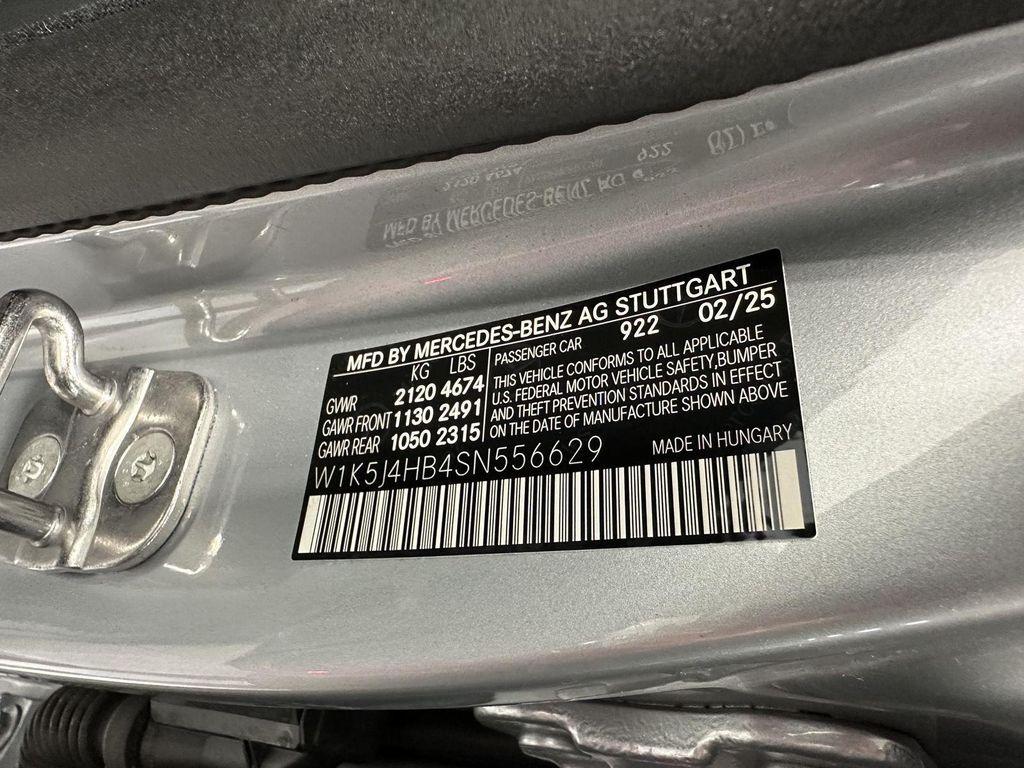 MFD BY MERCEDES-BENZ AG STUTTGART
KG LBS
GVWR 2120 4674
GAWR FRONT 1130 2491
GAWR REAR 1050 2315
922 02/25
PASSENGER CAR
THIS VEHICLE CONFORMS TO ALL APPLICABLE
U.S. FEDERAL MOTOR VEHICLE SAFETY,BUMPER
AND THEFT PREVENTION STANDARDS IN EFFECT
ON THE DATE OF MANUFACTURE SHOWN ABOVE
W1K5J4HB4SN556629
MADE IN HUNGARY